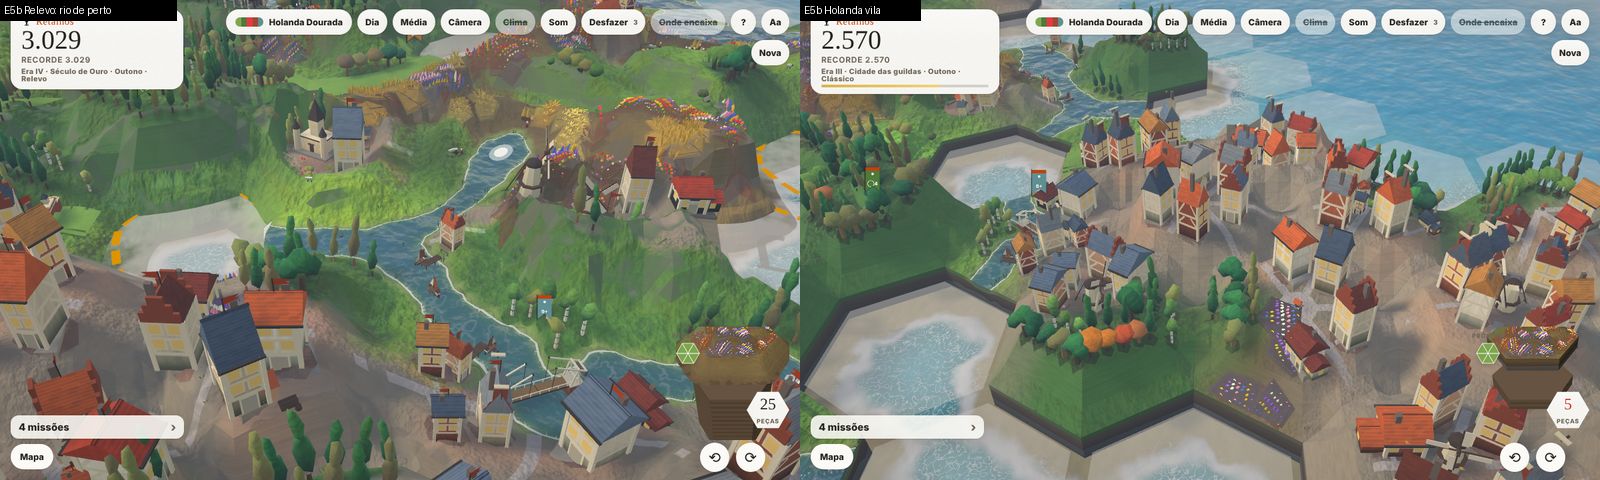 E5b Relevo: rio de perto
Retalhos
3.029
RECORDE 3.029
Era IV · Século de Ouro · Outono ·
Relevo
Holanda Dourada
Dia
Média
Câmera
Clima
Som
Desfazer 3
Onde encaixa
?
Aa
Nova
25
PEÇAS
4 missões
Mapa
E5b Holanda vila
Retalhos
2.570
RECORDE 2.570
Era III · Cidade das guildas · Outono ·
Clássico
Holanda Dourada
Dia
Média
Câmera
Clima
Som
Desfazer 3
Onde encaixa
?
Aa
Nova
5
PEÇAS
4 missões
Mapa